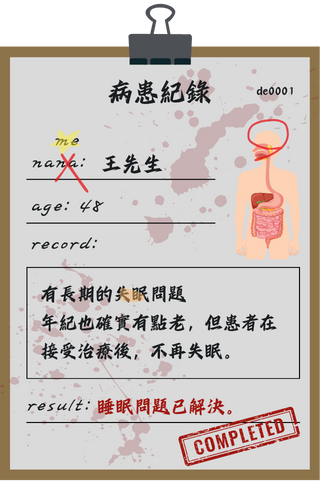 病患紀錄
de0001
me
nana: 王先生
age: 48
record:
有長期的失眠問題
年紀也確實有點老，但患者在
接受治療後，不再失眠。
result: 睡眠問題已解決。
COMPLETED